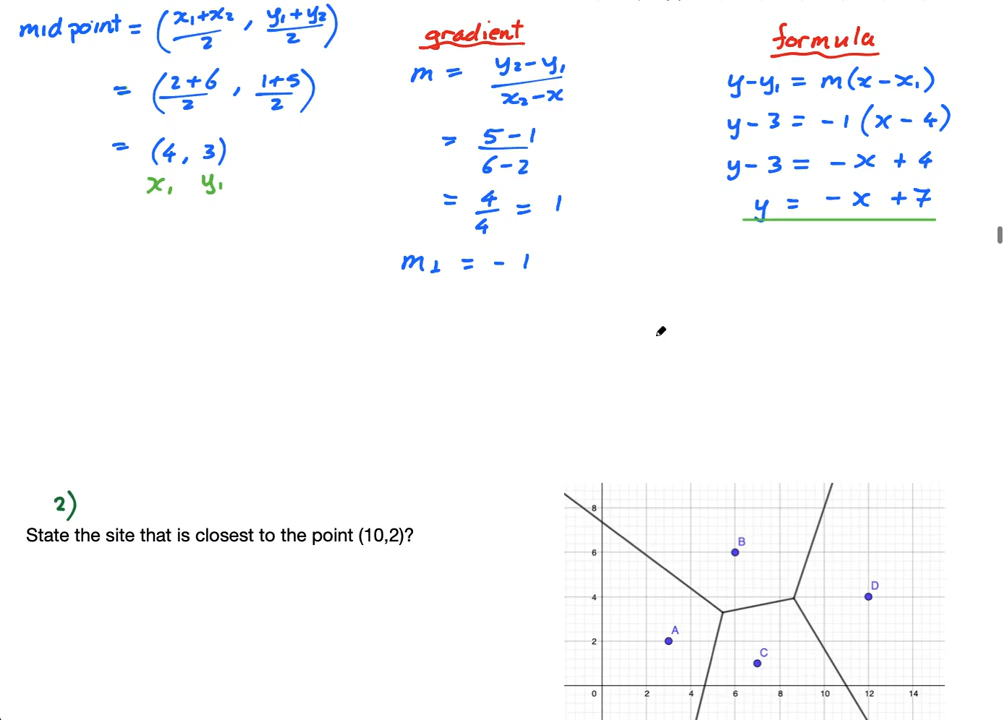 mid point = (x₁+x₂/2 , y₁+y₂/2)
= (2+6/2 , 1+5/2)
= (4, 3)
x₁ y₁
gradient
m = y₂-y₁/x₂-x
= 5-1/6-2
= 4/4 = 1
m⊥ = -1
formula
y-y₁ = m(x-x₁)
y-3 = -1(x-4)
y-3 = -x + 4
y = -x +7
2)
State the site that is closest to the point (10,2)?
8
6
4
2
B
D
A
C
0 2 4 6 8 10 12 14